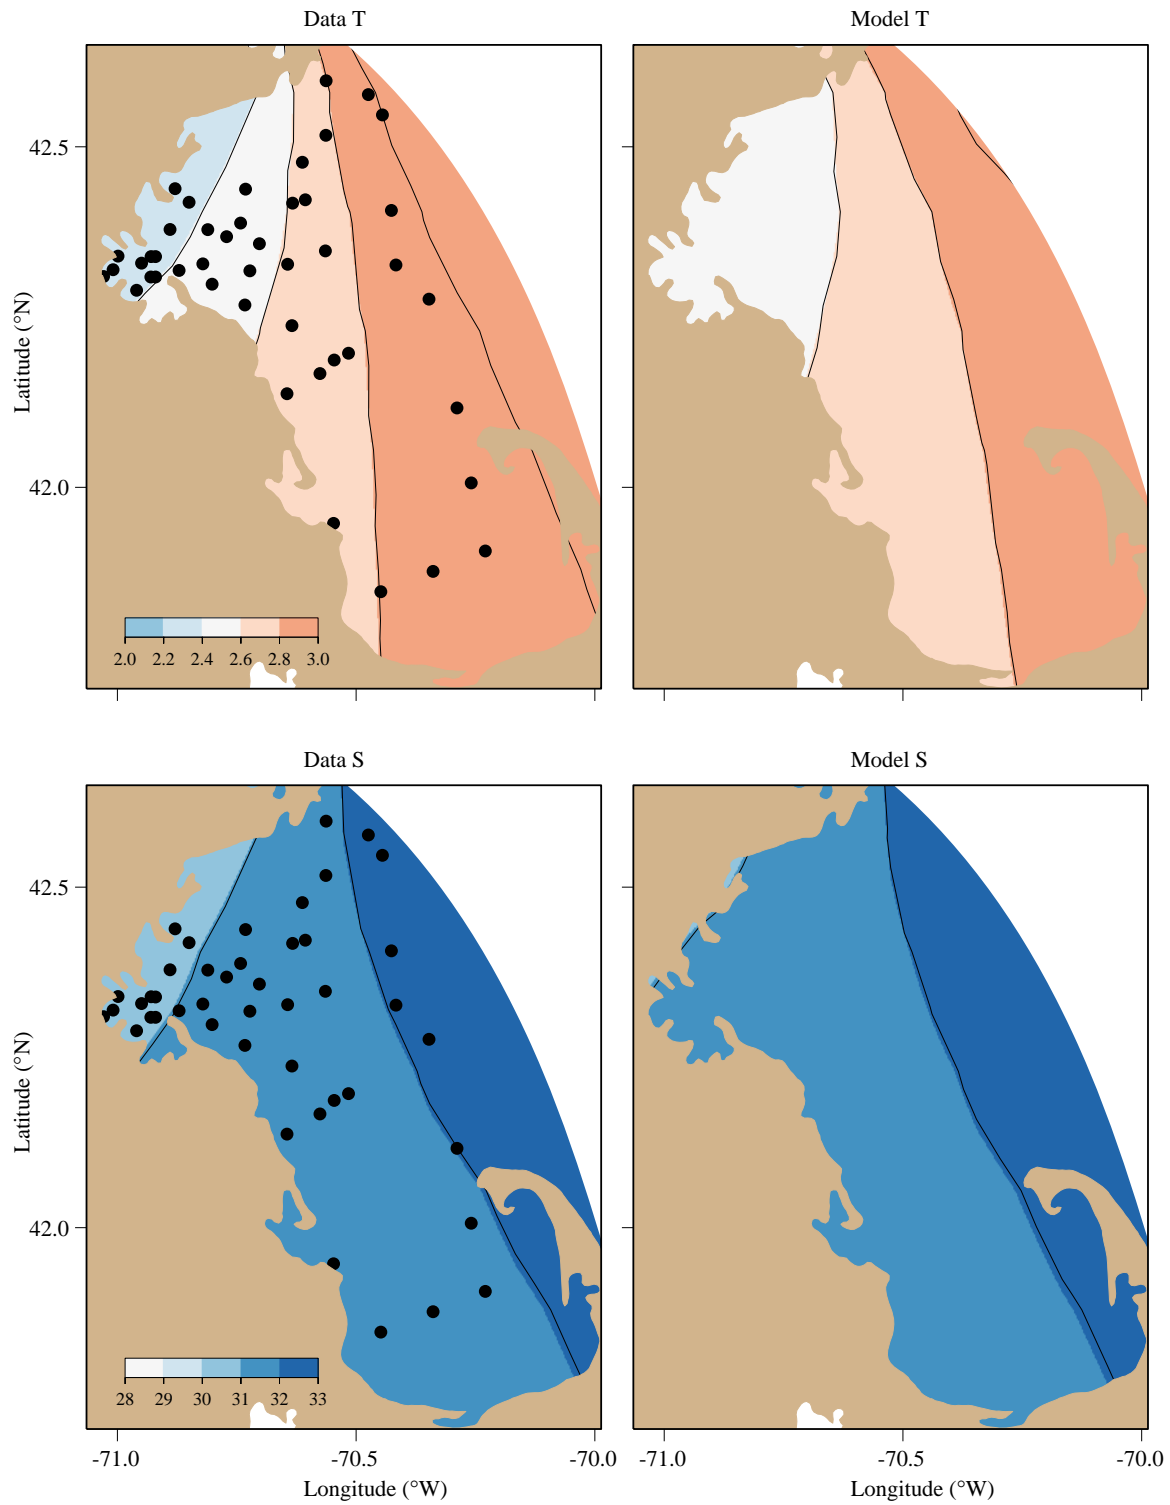 Data T Model T
42.5
42.0
Latitude (°N)
2.0 2.2 2.4 2.6 2.8 3.0
Data S Model S
42.5
42.0
Latitude (°N)
28 29 30 31 32 33
-71.0 -70.5 -70.0 -71.0 -70.5 -70.0
Longitude (°W) Longitude (°W)